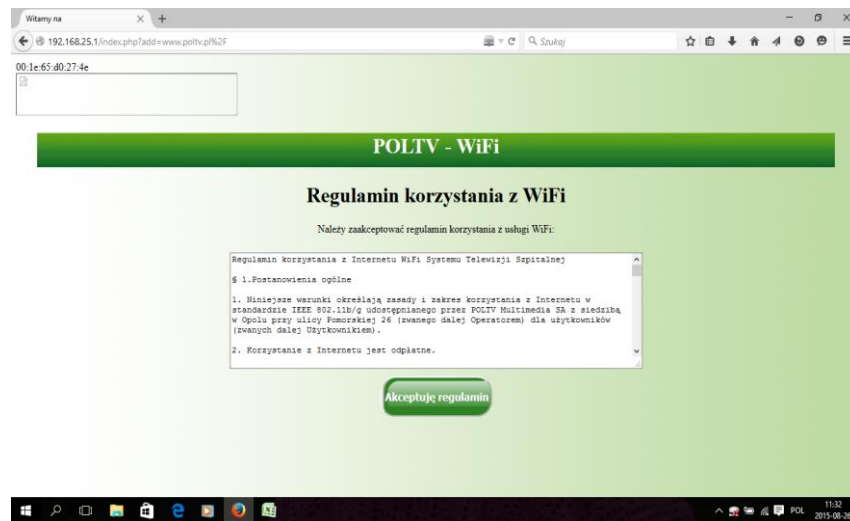 Witamy na
192.168.25.1/index.php?add=www.poltv.pl%2F
Szukaj
00:1e:65:d0:27:4e
POLTV - WiFi
Regulamin korzystania z WiFi
Należy zaakceptować regulamin korzystania z usługi WiFi:
Regulamin korzystania z Internetu WiFi Systemu Telewizji Szpitalnej
§ 1.Postanowienia ogólne
1. Niniejsze warunki określają zasady i zakres korzystania z Internetu w
standardzie IEEE 802.11b/g udostępnianego przez POLTV Multimedia SA z siedzibą
w Opolu przy ulicy Pomorskiej 26 (zwanego dalej Operatorem) dla użytkowników
(zwanych dalej Użytkownikiem).
2. Korzystanie z Internetu jest odpłatne.
Akceptuję regulamin
POL
11:32
2015-08-26